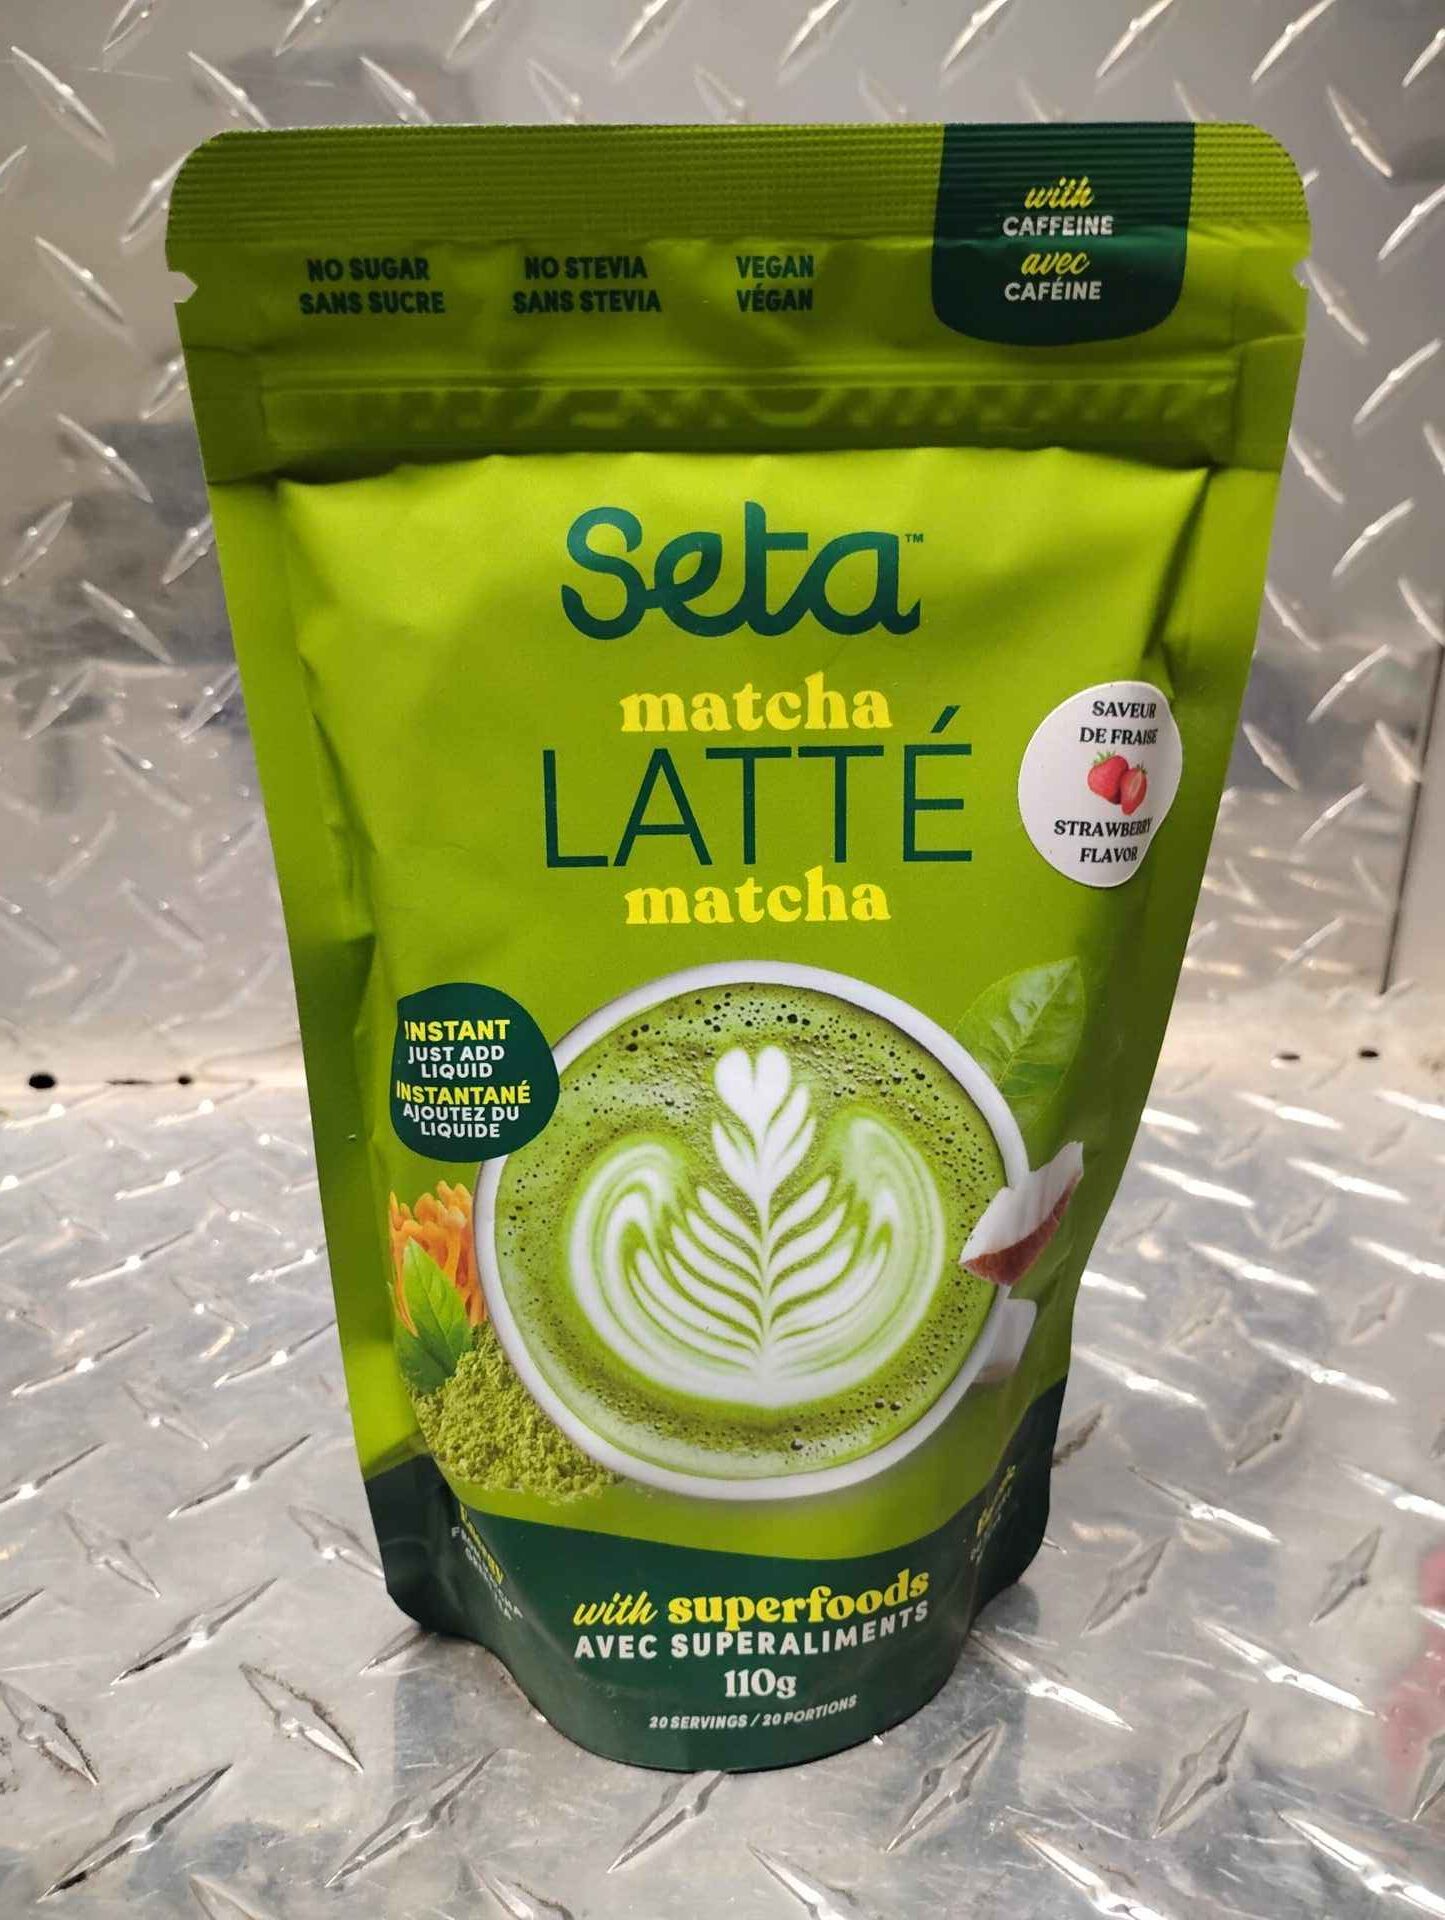 with
CAFFEINE
avec
CAFÉINE
NO SUGAR
SANS SUCRE
NO STEVIA
SANS STEVIA
VEGAN
VÉGAN
Seta™
matcha
LATTÉ
matcha
SAVEUR
DE FRAISE
STRAWBERRY
FLAVOR
INSTANT
JUST ADD
LIQUID
INSTANTANÉ
AJOUTEZ DU
LIQUIDE
with superfoods
AVEC SUPERALIMENTS
110g
20 SERVINGS / 20 PORTIONS